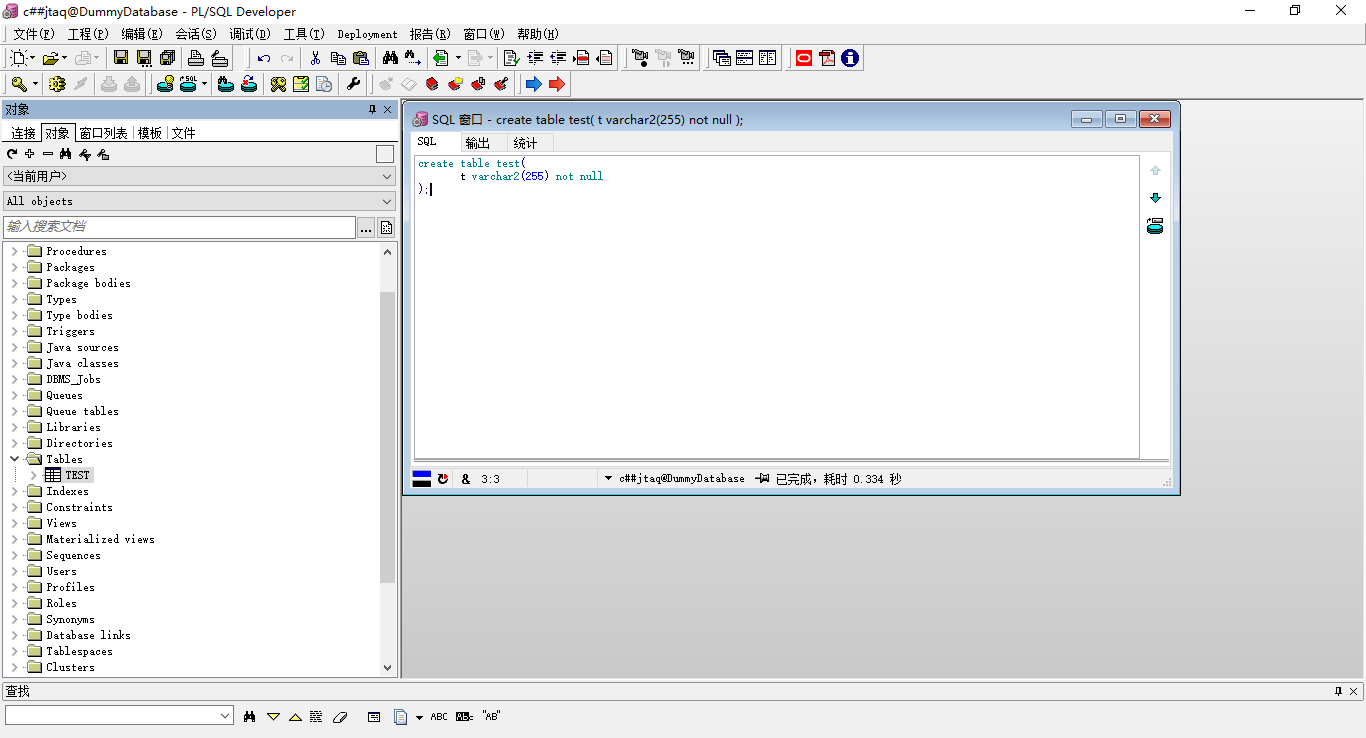 c##jtaq@DummyDatabase - PL/SQL Developer
文件(F) 工程(P) 编辑(E) 会话(S) 调试(D) 工具(T) Deployment 报告(R) 窗口(W) 帮助(H)
SQL
对象
连接 对象 窗口列表 模板 文件
<当前用户>
All objects
输入搜索文档
...
Procedures
Packages
Package bodies
Types
Type bodies
Triggers
Java sources
Java classes
DBMS_Jobs
Queues
Queue tables
Libraries
Directories
Tables
TEST
Indexes
Constraints
Views
Materialized views
Sequences
Users
Profiles
Roles
Synonyms
Database links
Tablespaces
Clusters
SQL 窗口 - create table test( t varchar2(255) not null );
SQL 输出 统计
create table test(
t varchar2(255) not null
);
& 3:3 c##jtaq@DummyDatabase 已完成，耗时 0.334 秒
查找
ABC ABc "AB"